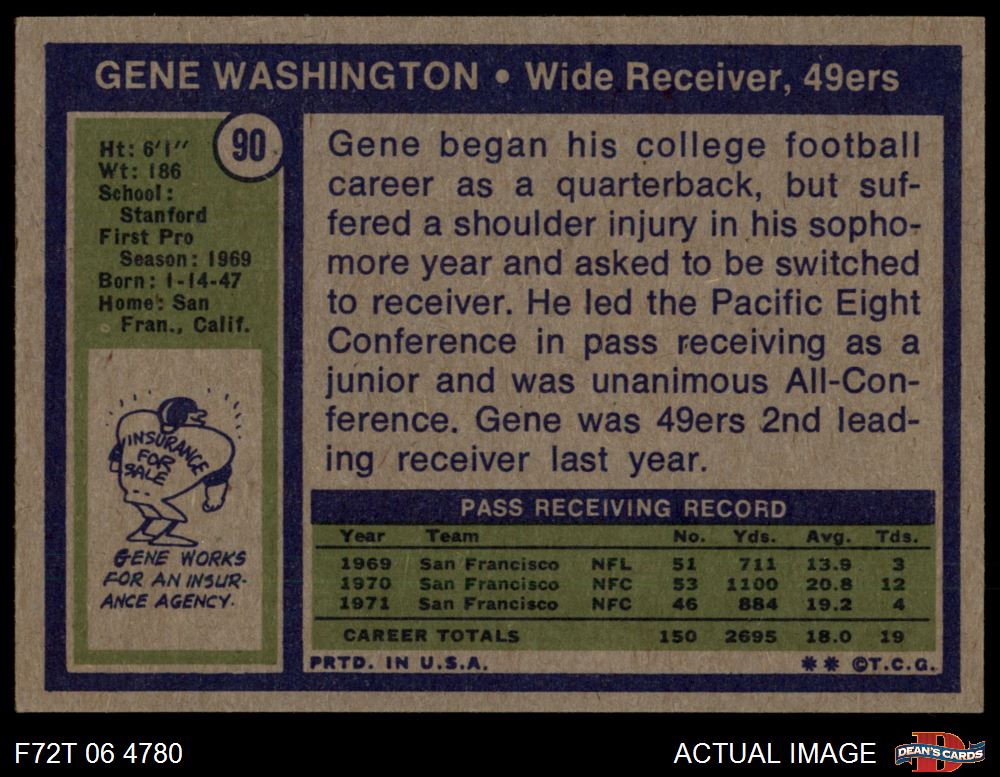 GENE WASHINGTON • Wide Receiver, 49ers
90
Ht: 6'1"
Wt: 186
School:
Stanford
First Pro
Season: 1969
Born: 1-14-47
Home: San
Fran., Calif.
INSURANCE
FOR
SALE
GENE WORKS
FOR AN INSUR-
ANCE AGENCY.
Gene began his college football
career as a quarterback, but suf-
fered a shoulder injury in his sopho-
more year and asked to be switched
to receiver. He led the Pacific Eight
Conference in pass receiving as a
junior and was unanimous All-Con-
ference. Gene was 49ers 2nd lead-
ing receiver last year.
PASS RECEIVING RECORD
Year Team No. Yds. Avg. Tds.
1969 San Francisco NFL 51 711 13.9 3
1970 San Francisco NFC 53 1100 20.8 12
1971 San Francisco NFC 46 884 19.2 4
CAREER TOTALS 150 2695 18.0 19
PRTD. IN U.S.A. ** ©T.C.G.
F72T 06 4780 ACTUAL IMAGE
D
DEAN'S CARDS